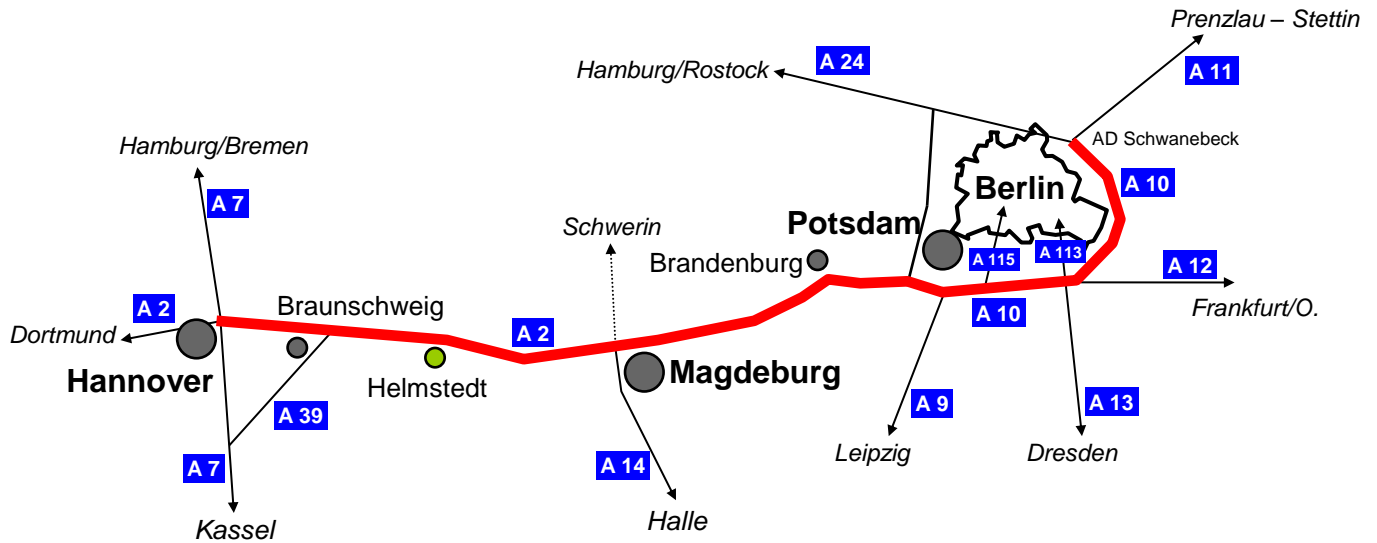 Prenzlau – Stettin
A 24
Hamburg/Rostock
A 11
AD Schwanebeck
Hamburg/Bremen
A 10
Berlin
A 7
Potsdam
Schwerin
Brandenburg
A 115
A 113
A 12
Frankfurt/O.
A 2
Braunschweig
A 10
Dortmund
A 2
Hannover
Helmstedt
Magdeburg
A 39
A 9
A 13
Leipzig
Dresden
A 7
A 14
Kassel
Halle